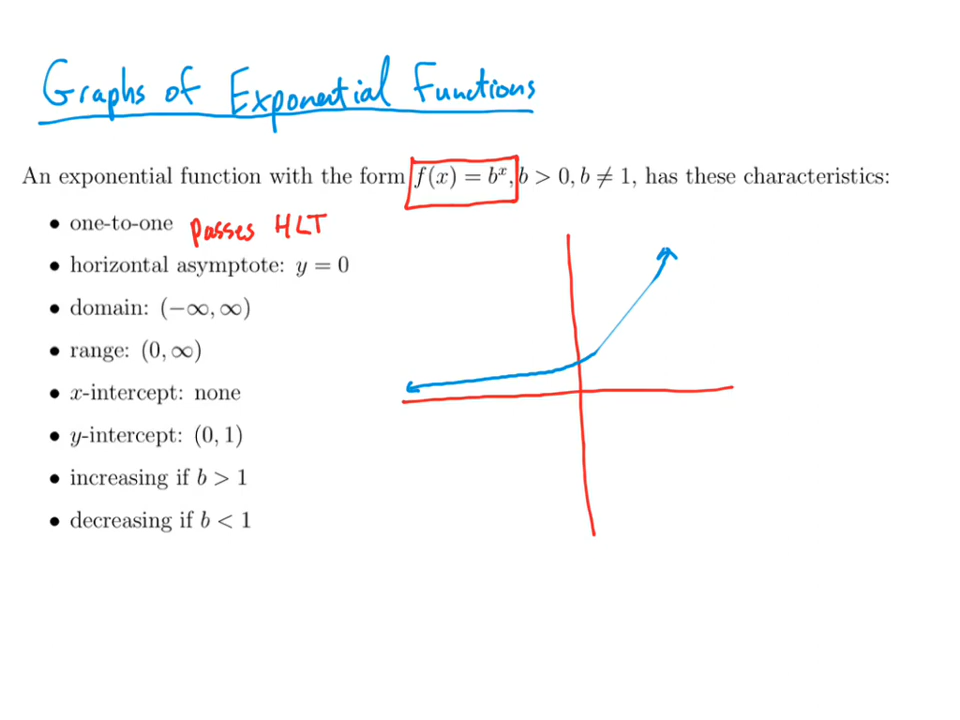 Graphs of Exponential Functions
An exponential function with the form f(x) = b^x, b > 0, b ≠ 1, has these characteristics:
• one-to-one passes HLT
• horizontal asymptote: y = 0
• domain: (−∞, ∞)
• range: (0, ∞)
• x-intercept: none
• y-intercept: (0, 1)
• increasing if b > 1
• decreasing if b < 1